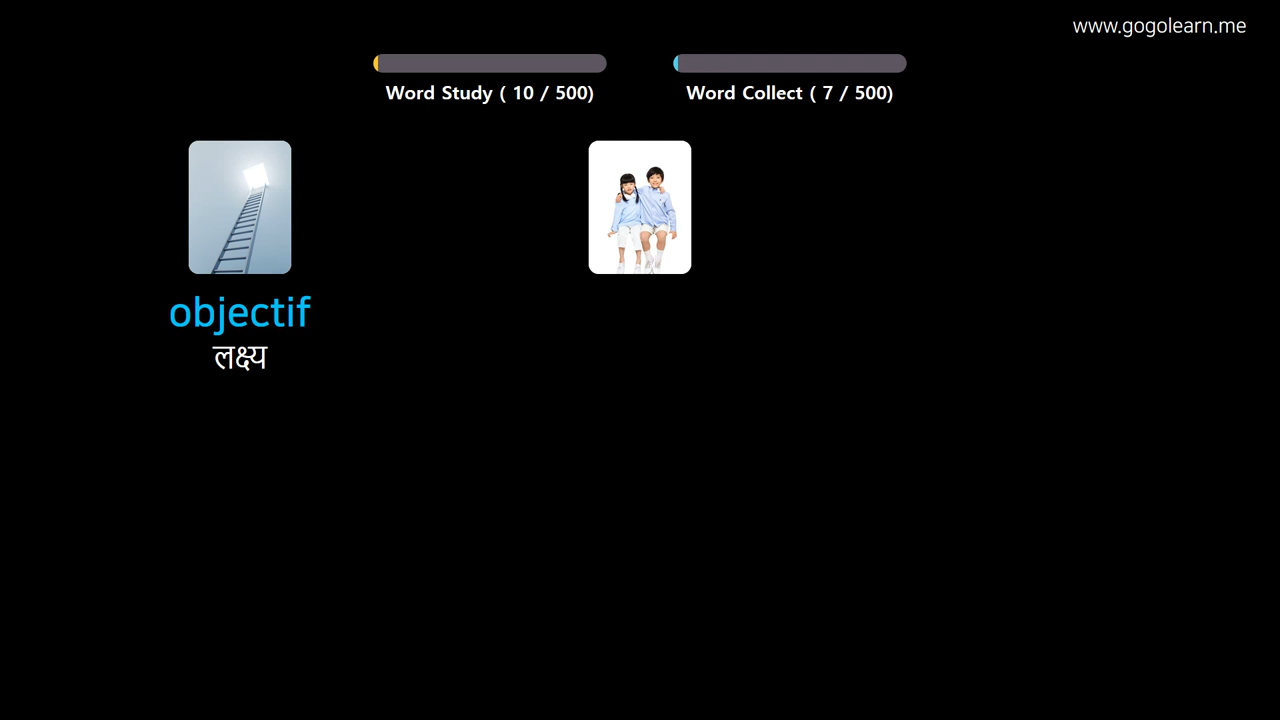 www.gogolearn.me
Word Study ( 10 / 500)
Word Collect ( 7 / 500)
objectif
लक्ष्य